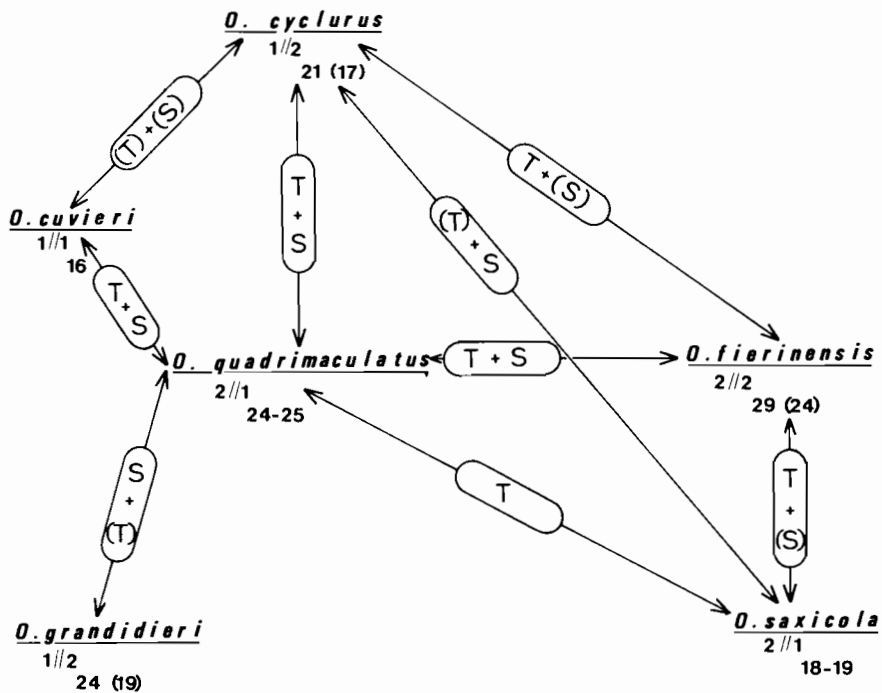 O. cyclurus
1//2
21 (17)
(T)+(S)
T + S
(T) + S
T+(S)
O. cuvieri
1//1
16
T+S
O. quadrimaculatus
2//1
24-25
T + S
O. fierinensis
2//2
29 (24)
S + (T)
T
T + (S)
O. grandidieri
1//2
24 (19)
O. saxicola
2//1
18-19